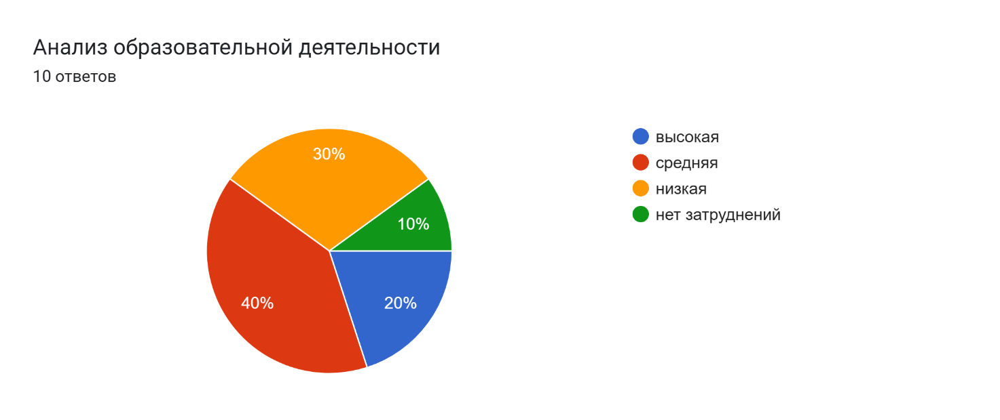 Анализ образовательной деятельности
10 ответов
30%
10%
40%
20%
высокая
средняя
низкая
нет затруднений